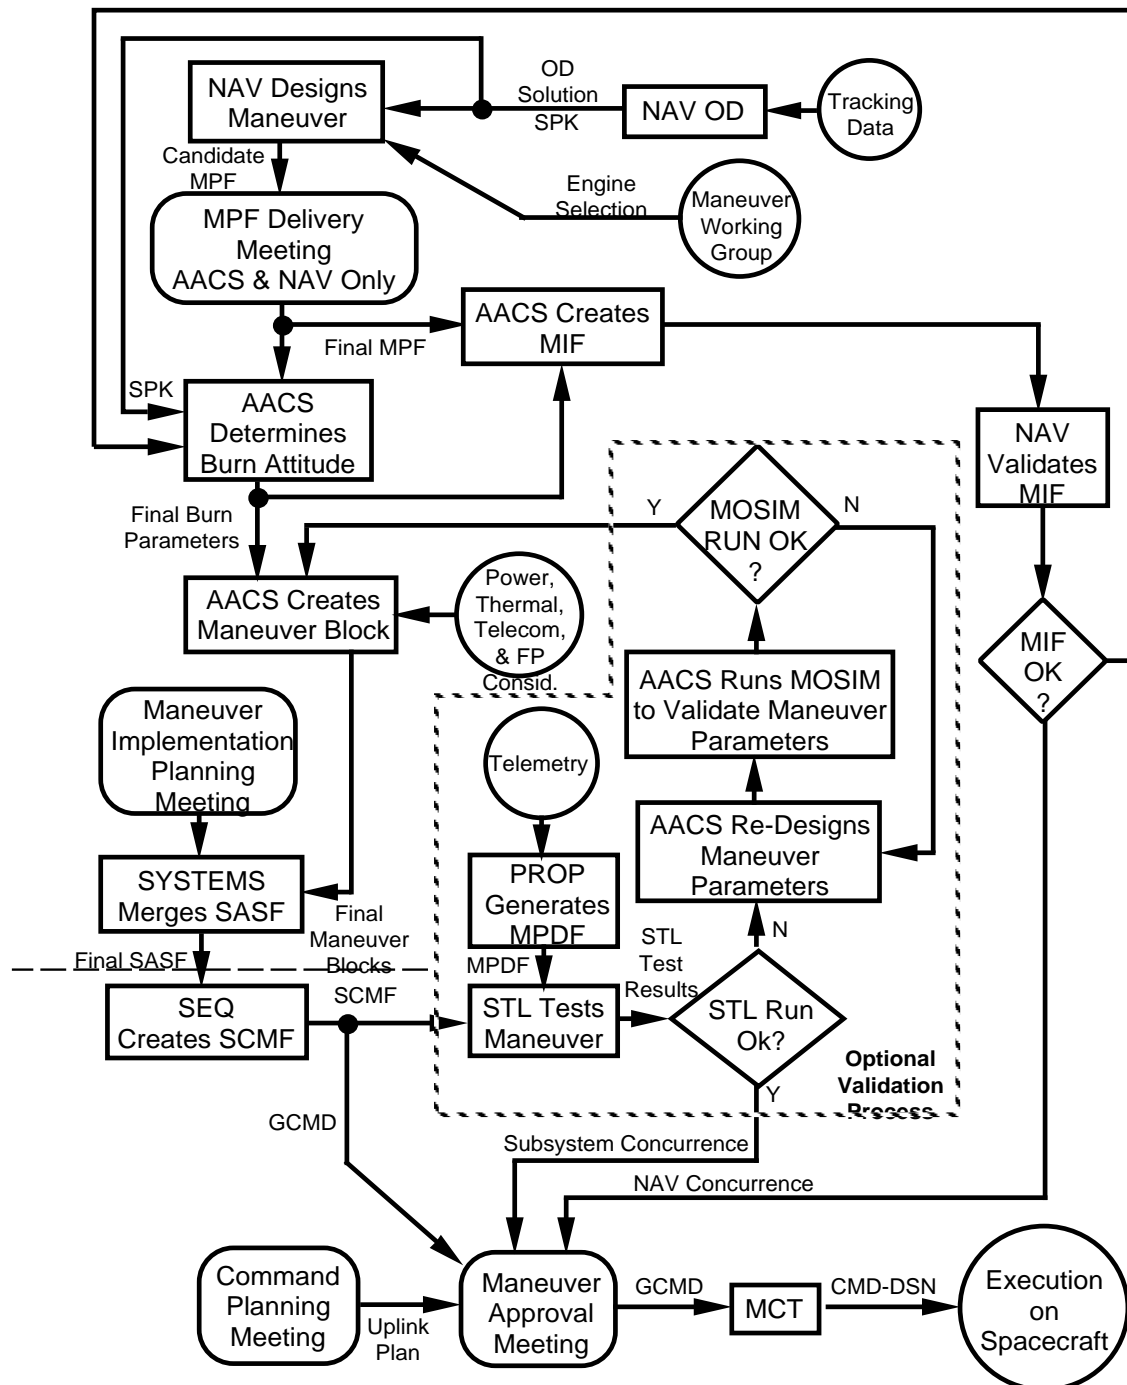 NAV Designs
Maneuver
OD
Solution
SPK
NAV OD
Tracking
Data
Candidate
MPF
Engine
Selection
Maneuver
Working
Group
MPF Delivery
Meeting
AACS & NAV Only
Final MPF
AACS Creates
MIF
SPK
AACS
Determines
Burn Attitude
NAV
Validates
MIF
Final Burn
Parameters
Y
MOSIM
RUN OK
?
N
AACS Creates
Maneuver Block
Power,
Thermal,
Telecom,
& FP
Consid.
MIF
OK
?
AACS Runs MOSIM
to Validate Maneuver
Parameters
Maneuver
Implementation
Planning
Meeting
Telemetry
AACS Re-Designs
Maneuver
Parameters
SYSTEMS
Merges SASF
PROP
Generates
MPDF
Final
Maneuver
Blocks
N
STL
Test
Results
Final SASF
MPDF
SCMF
SEQ
Creates SCMF
STL Tests
Maneuver
STL Run
Ok?
Optional
Validation
Process
Y
GCMD
Subsystem Concurrence
NAV Concurrence
Command
Planning
Meeting
Uplink
Plan
Maneuver
Approval
Meeting
GCMD
MCT
CMD-DSN
Execution
on
Spacecraft